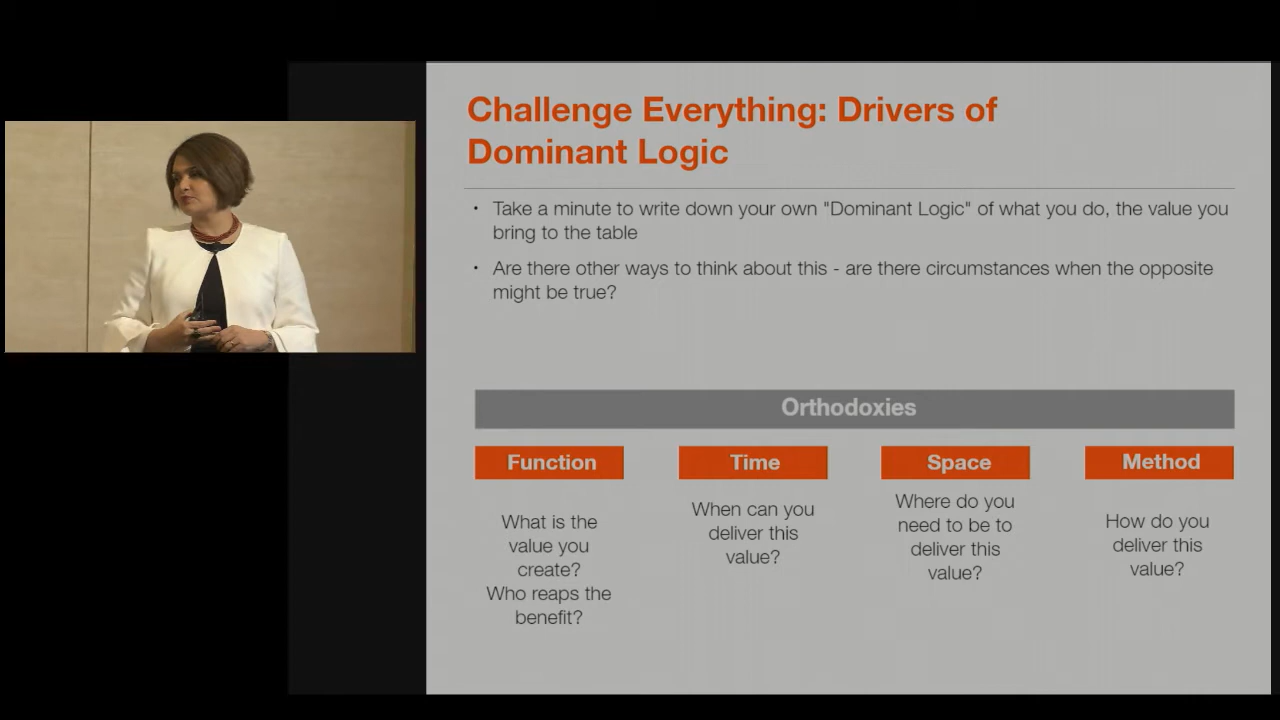 Challenge Everything: Drivers of
Dominant Logic
• Take a minute to write down your own "Dominant Logic" of what you do, the value you
bring to the table
• Are there other ways to think about this - are there circumstances when the opposite
might be true?
Orthodoxies
Function
Time
Space
Method
What is the
value you
create?
Who reaps the
benefit?
When can you
deliver this
value?
Where do you
need to be to
deliver this
value?
How do you
deliver this
value?